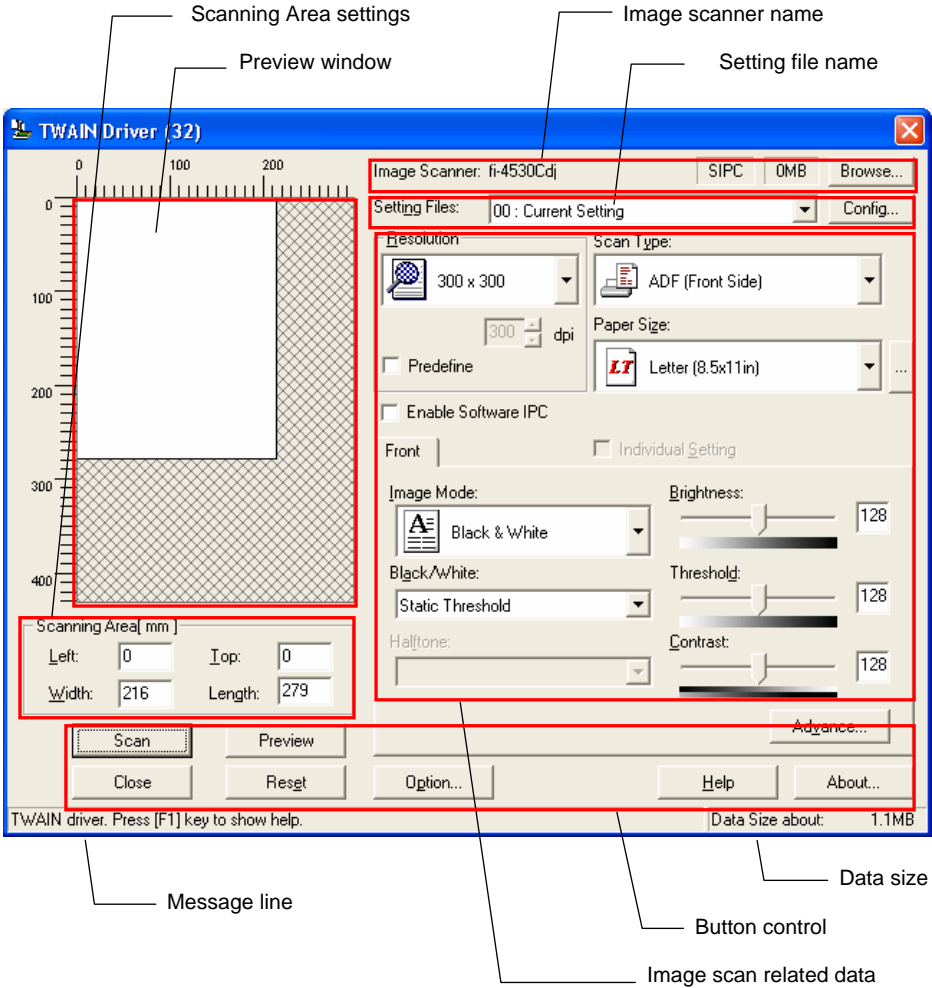 Scanning Area settings
Image scanner name
Preview window
Setting file name
TWAIN Driver (32)
0 100 200
Image Scanner: fi-4530Cdj SIPC 0MB Browse...
Setting Files: 00 : Current Setting Config...
0
100
200
300
400
Resolution
300 x 300
300 dpi
Predefine
Scan Type:
ADF (Front Side)
Paper Size:
LT Letter (8.5x11in) ...
Enable Software IPC
Front
Individual Setting
Image Mode:
A Black & White
Black/White:
Static Threshold
Halftone:
Brightness:
128
Threshold:
128
Contrast:
128
Scanning Area[ mm ]
Left: 0 Top: 0
Width: 216 Length: 279
Advance...
Scan Preview
Close Reset Option... Help About...
TWAIN driver. Press [F1] key to show help. Data Size about: 1.1MB
Data size
Message line
Button control
Image scan related data